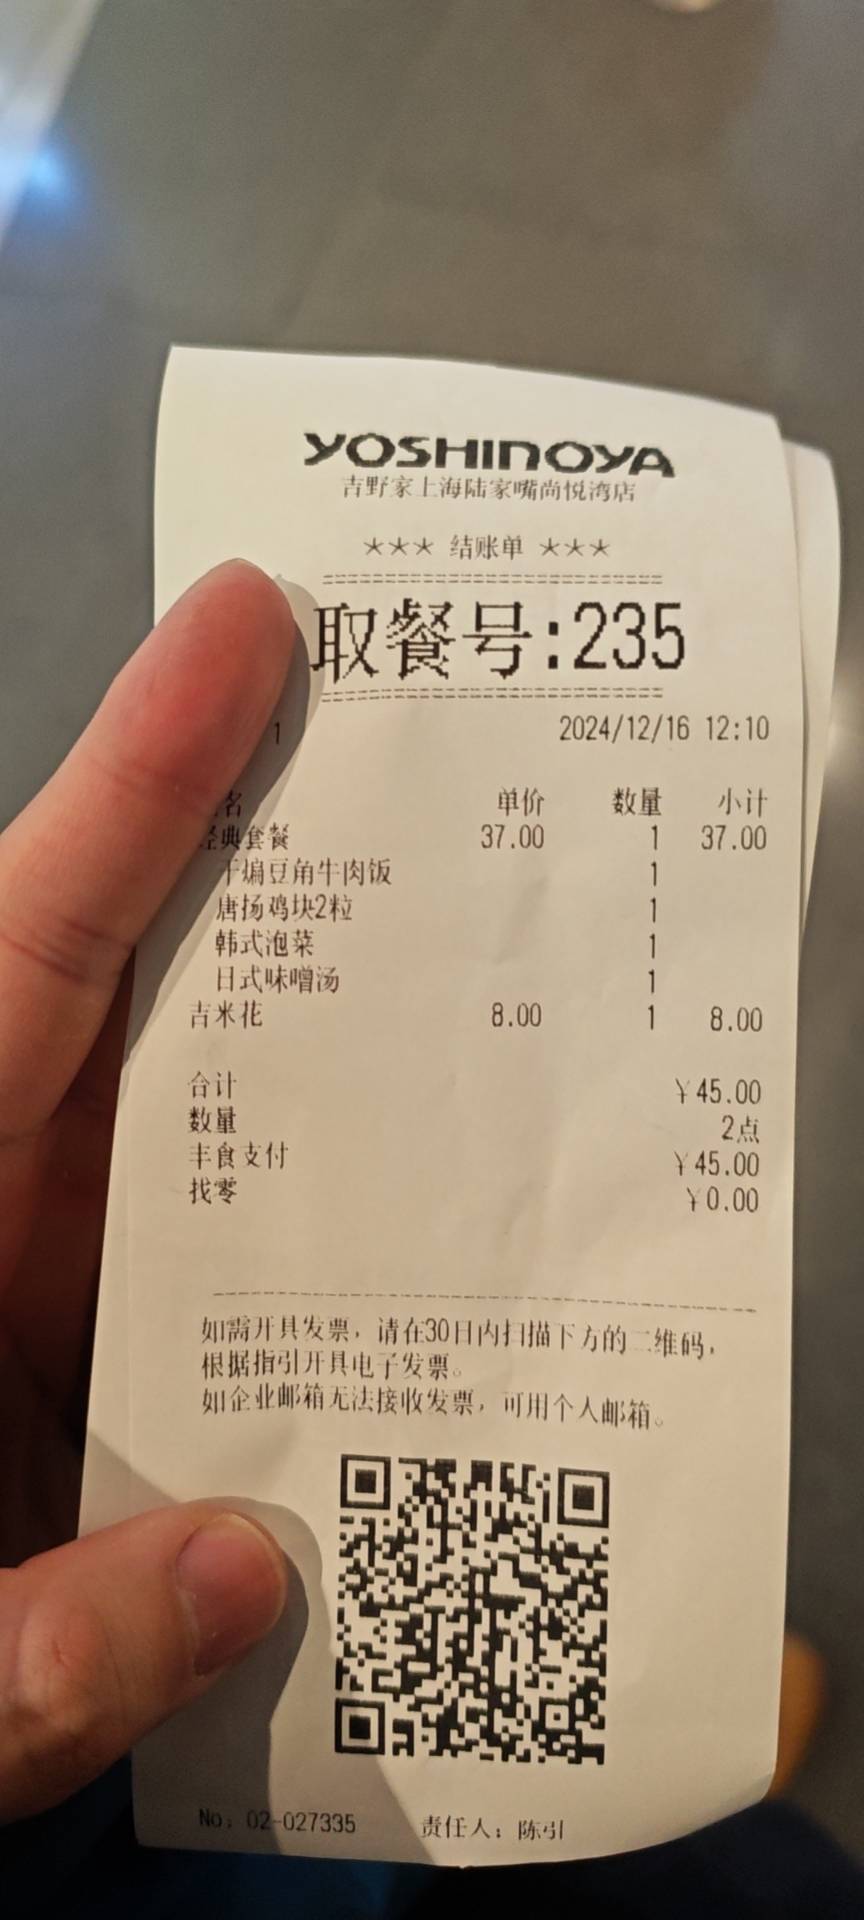 YOSHINOYA
吉野家上海陆家嘴尚悦湾店
*** 结账单 ***
取餐号:235
1 2024/12/16 12:10
名 单价 数量 小计
经典套餐 37.00 1 37.00
干煸豆角牛肉饭 1
唐扬鸡块2粒 1
韩式泡菜 1
日式味噌汤 1
吉米花 8.00 1 8.00
合计 ¥45.00
数量 2点
丰食支付 ¥45.00
找零 ¥0.00
如需开具发票，请在30日内扫描下方的二维码，
根据指引开具电子发票。
如企业邮箱无法接收发票，可用个人邮箱。
No: 02-027335 责任人: 陈引